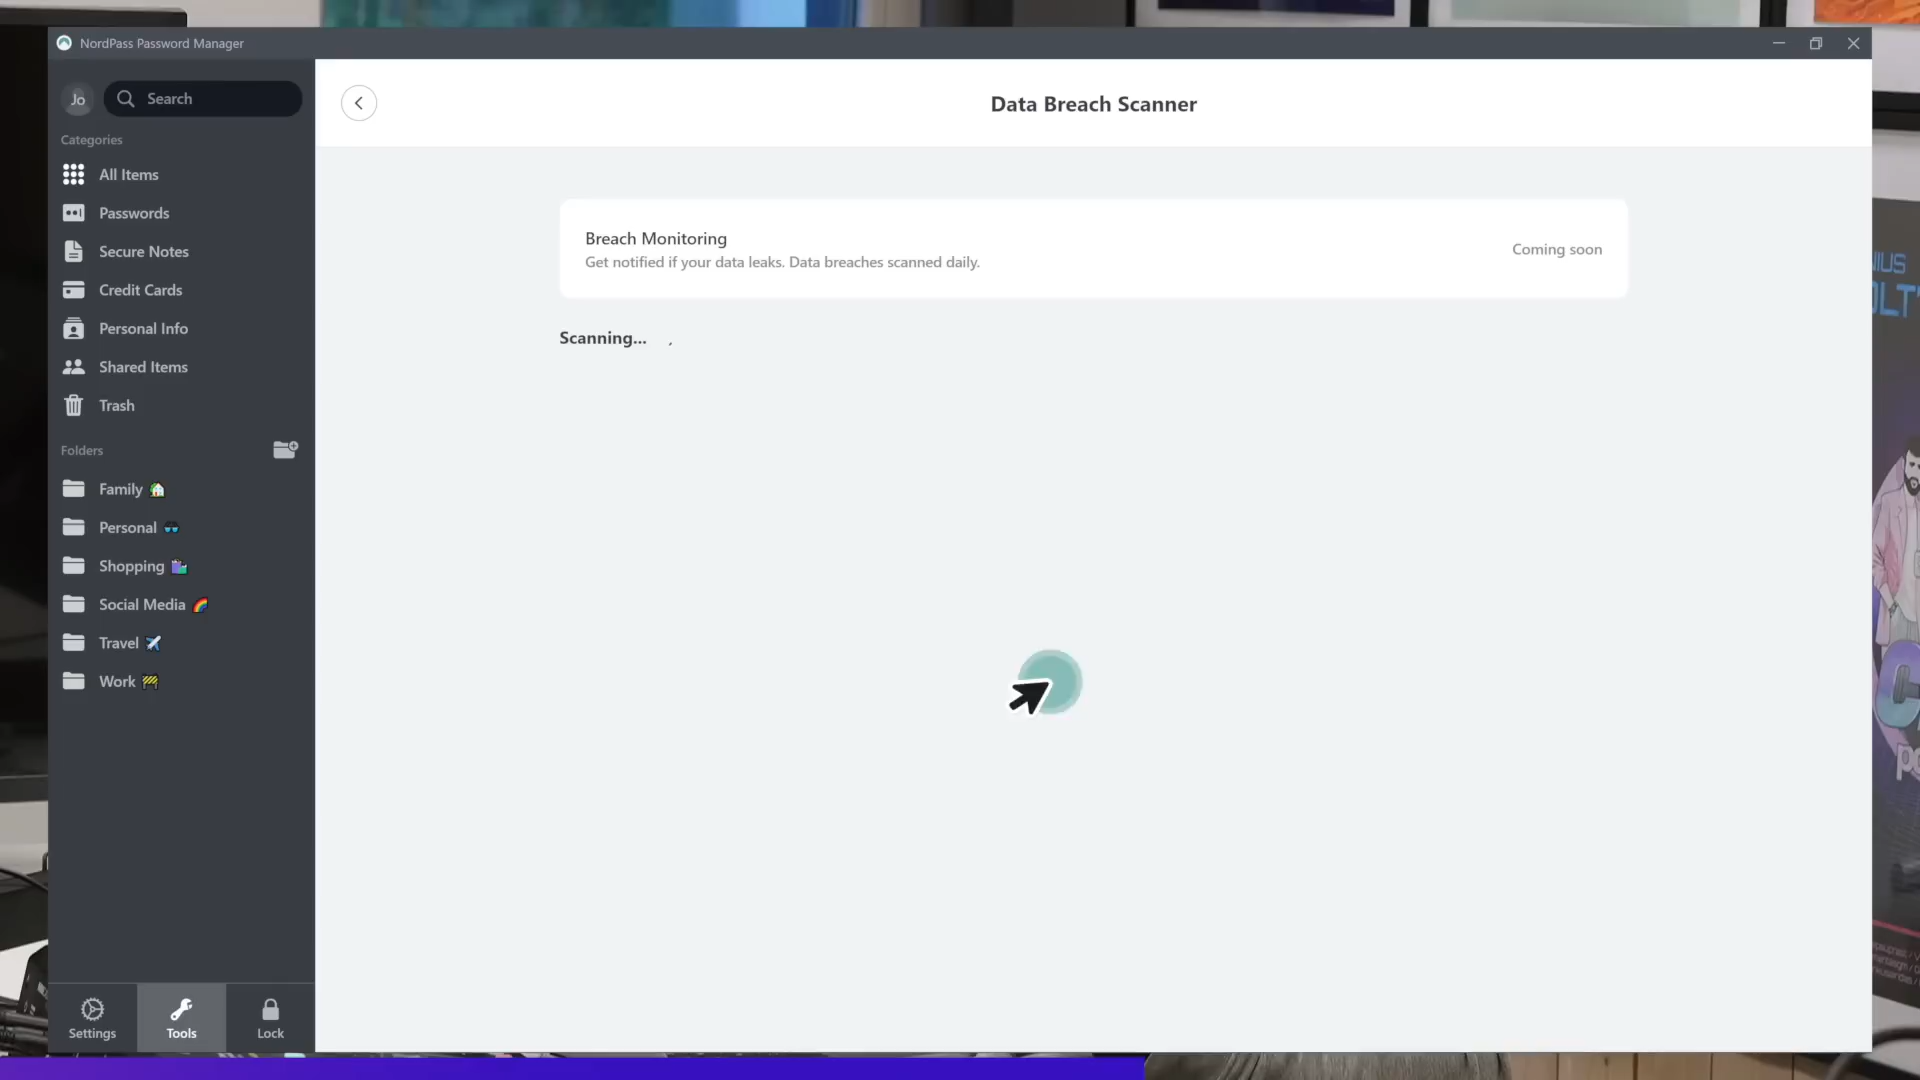 NordPass Password Manager
Jo
Search
Data Breach Scanner
Categories
All Items
Passwords
Secure Notes
Credit Cards
Personal Info
Shared Items
Trash
Breach Monitoring
Get notified if your data leaks. Data breaches scanned daily.
Coming soon
Scanning...
Folders
Family
Personal
Shopping
Social Media
Travel
Work
Settings
Tools
Lock